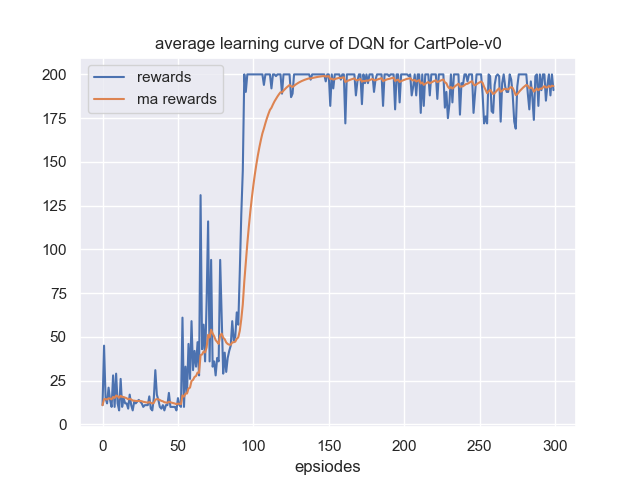 average learning curve of DQN for CartPole-v0
rewards
ma rewards
200
175
150
125
100
75
50
25
0
0 50 100 150 200 250 300
epsiodes